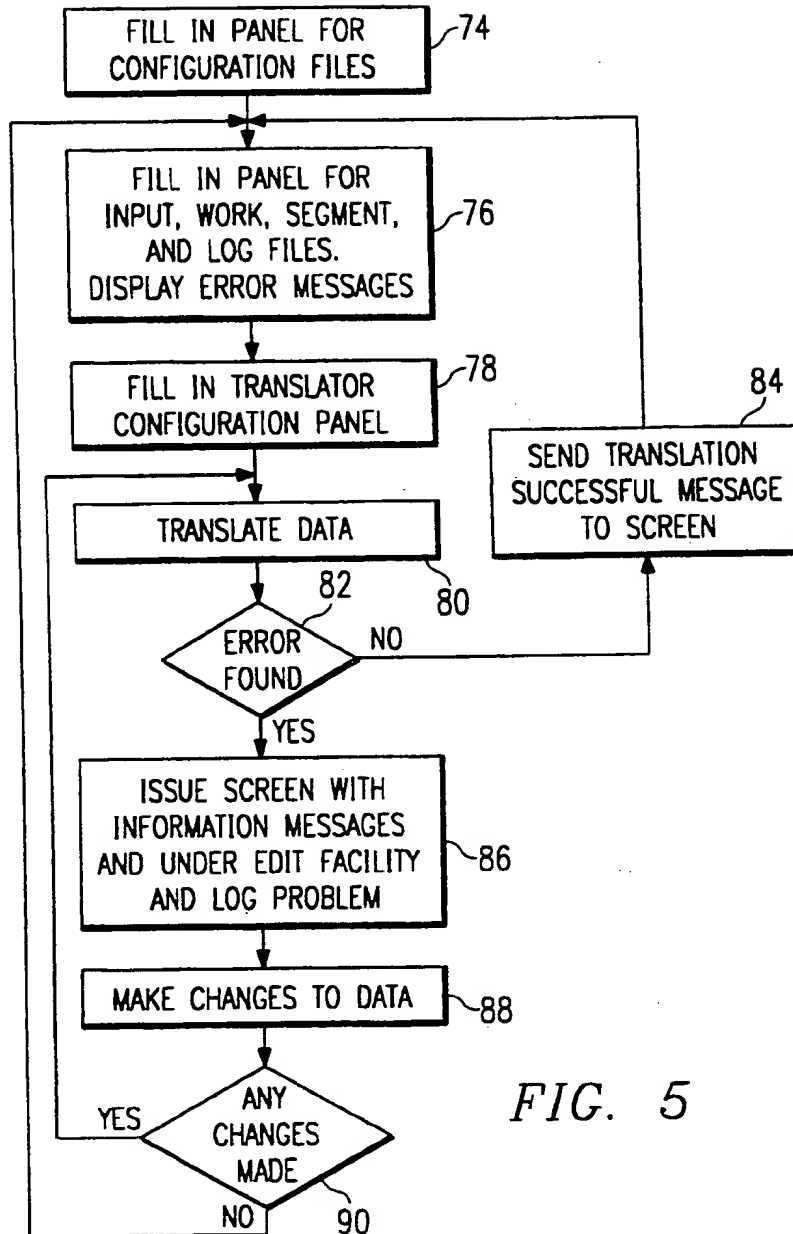 FILL IN PANEL FOR
CONFIGURATION FILES
74
FILL IN PANEL FOR
INPUT, WORK, SEGMENT,
AND LOG FILES.
DISPLAY ERROR MESSAGES
76
FILL IN TRANSLATOR
CONFIGURATION PANEL
78
84
SEND TRANSLATION
SUCCESSFUL MESSAGE
TO SCREEN
TRANSLATE DATA
80
82
ERROR
FOUND
NO
YES
ISSUE SCREEN WITH
INFORMATION MESSAGES
AND UNDER EDIT FACILITY
AND LOG PROBLEM
86
MAKE CHANGES TO DATA
88
YES
ANY
CHANGES
MADE
NO
90
FIG. 5